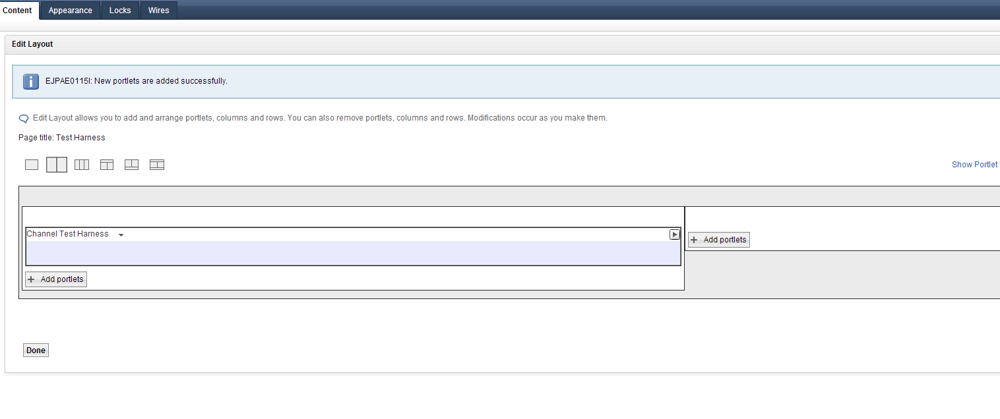 Content Appearance Locks Wires
Edit Layout
EJPAE0115I: New portlets are added successfully.
Edit Layout allows you to add and arrange portlets, columns and rows. You can also remove portlets, columns and rows. Modifications occur as you make them.
Page title: Test Harness
Show Portlet
Channel Test Harness
+ Add portlets
+ Add portlets
Done